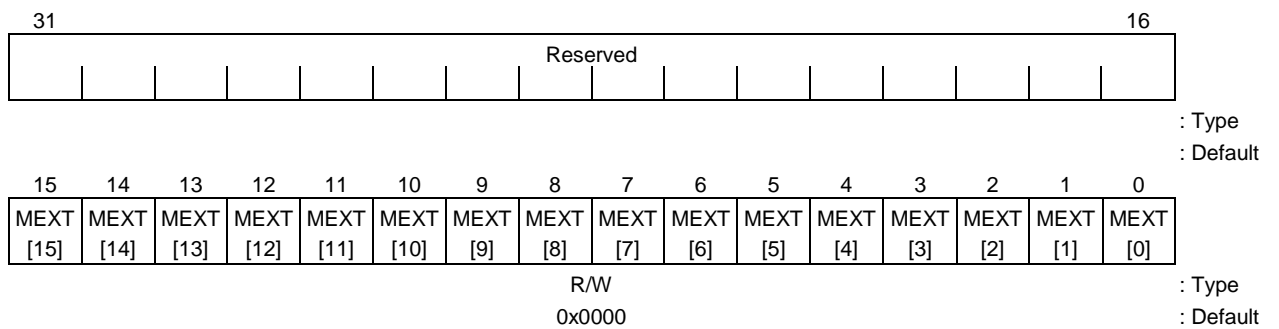 31 16
Reserved
: Type
: Default
15 14 13 12 11 10 9 8 7 6 5 4 3 2 1 0
MEXT MEXT MEXT MEXT MEXT MEXT MEXT MEXT MEXT MEXT MEXT MEXT MEXT MEXT MEXT MEXT
[15] [14] [13] [12] [11] [10] [9] [8] [7] [6] [5] [4] [3] [2] [1] [0]
R/W : Type
0x0000 : Default